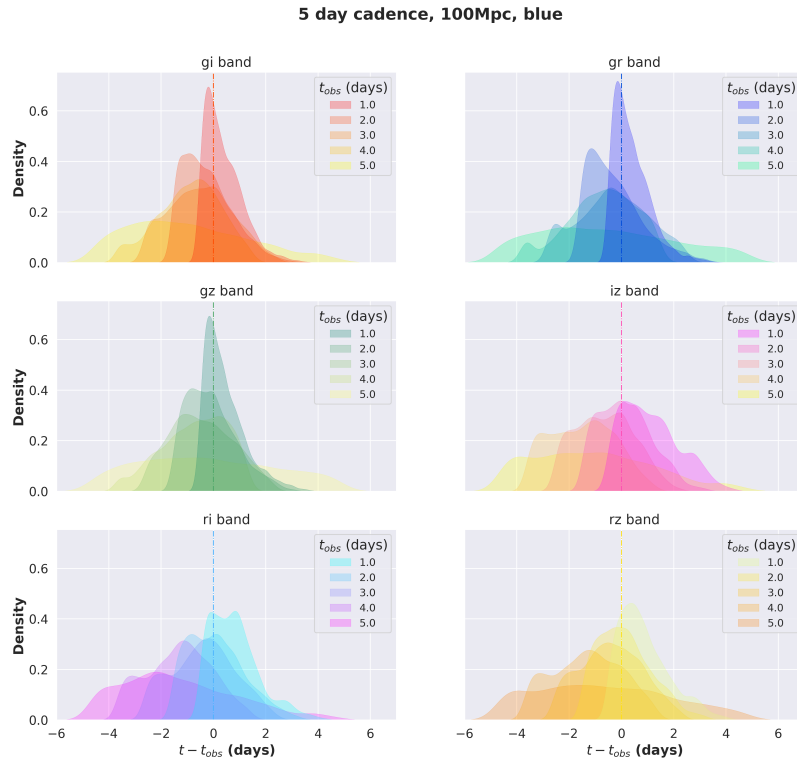 5 day cadence, 100Mpc, blue
gi band
gr band
Density
0.6
0.4
0.2
0.0
t_obs (days)
1.0
2.0
3.0
4.0
5.0
t_obs (days)
1.0
2.0
3.0
4.0
5.0
gz band
iz band
Density
0.6
0.4
0.2
0.0
t_obs (days)
1.0
2.0
3.0
4.0
5.0
t_obs (days)
1.0
2.0
3.0
4.0
5.0
ri band
rz band
Density
0.6
0.4
0.2
0.0
t_obs (days)
1.0
2.0
3.0
4.0
5.0
t_obs (days)
1.0
2.0
3.0
4.0
5.0
−6 −4 −2 0 2 4 6
−6 −4 −2 0 2 4 6
t − t_obs (days)
t − t_obs (days)